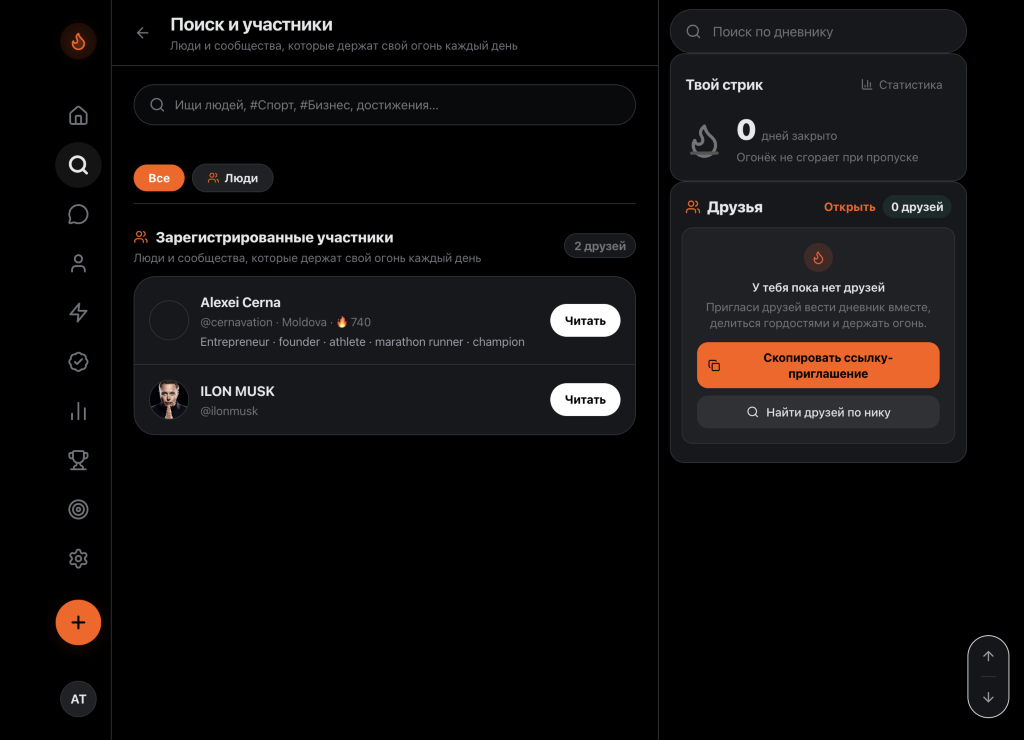 Поиск и участники
Люди и сообщества, которые держат свой огонь каждый день
Ищи людей, #Спорт, #Бизнес, достижения...
Все
Люди
Зарегистрированные участники
Люди и сообщества, которые держат свой огонь каждый день
2 друзей
Alexei Cerna
@cernavation · Moldova · 🔥 740
Entrepreneur · founder · athlete · marathon runner · champion
Читать
ILON MUSK
@ilonmusk
Читать
AT
Поиск по дневнику
Твой стрик
Статистика
0 дней закрыто
Огонёк не сгорает при пропуске
Друзья
Открыть
0 друзей
У тебя пока нет друзей
Пригласи друзей вести дневник вместе,
делиться гордостями и держать огонь.
Скопировать ссылку-
приглашение
Найти друзей по нику